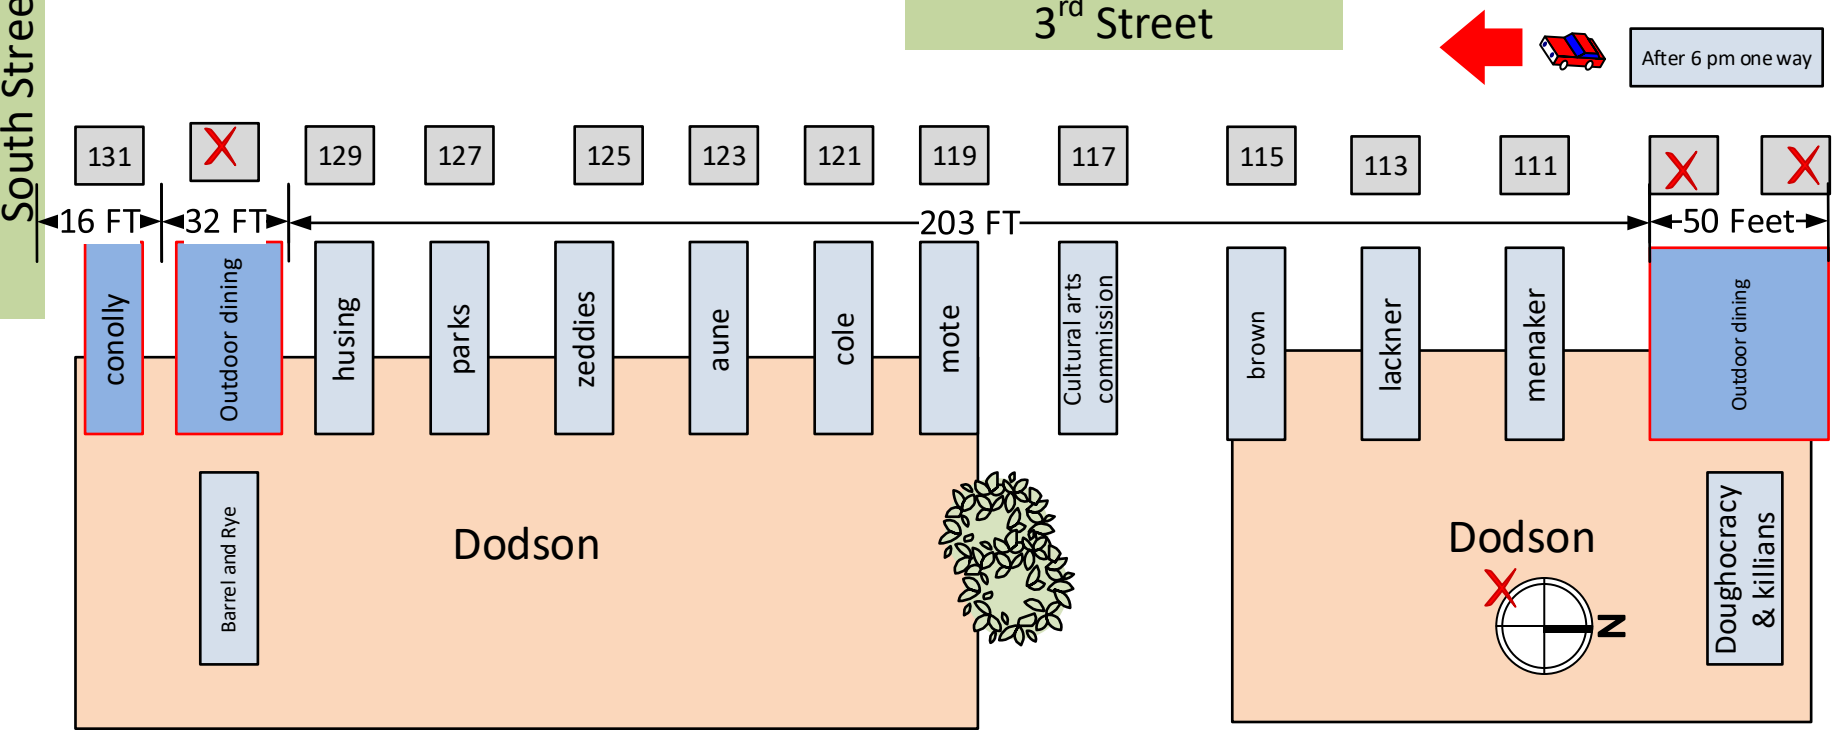 South Stree
3rd Street
After 6 pm one way
131
129
127
125
123
121
119
117
115
113
111
16 FT
32 FT
203 FT
50 Feet
conolly
Outdoor dining
husing
parks
zeddies
aune
cole
mote
Cultural arts
commission
brown
lackner
menaker
Outdoor dining
Barrel and Rye
Dodson
Dodson
N
Doughocracy
& killians